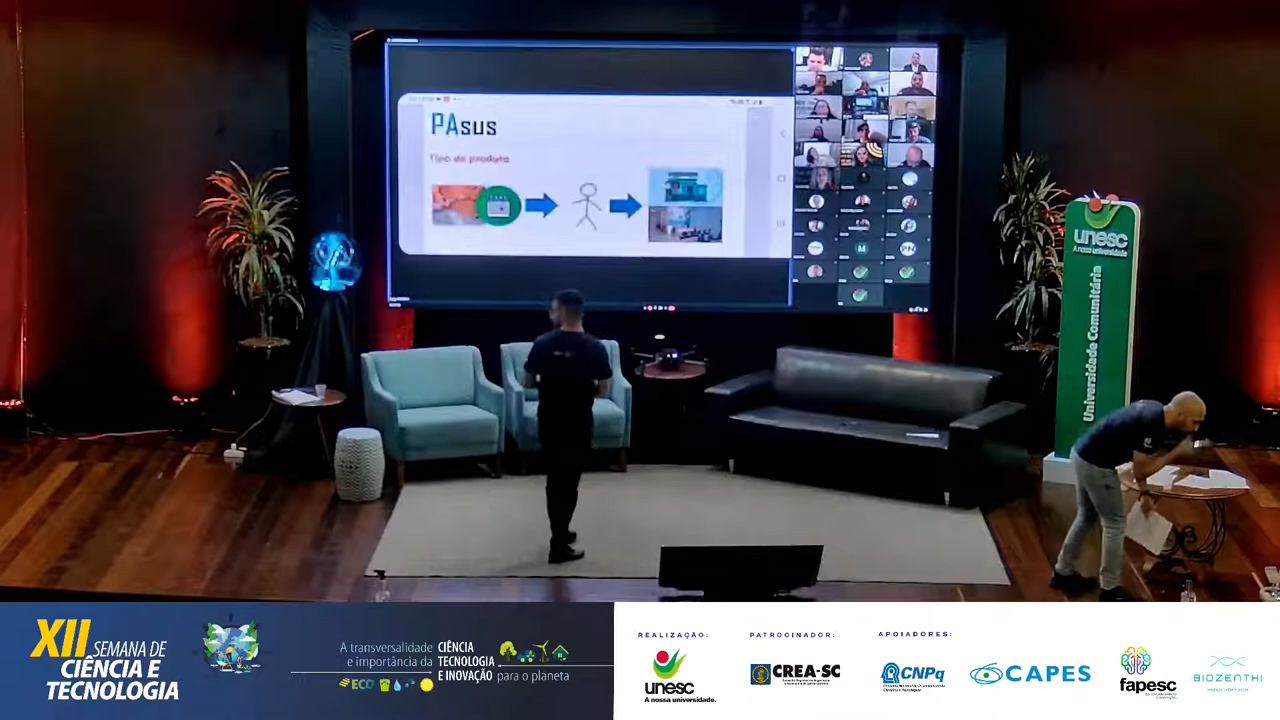 PAsus
Tipo de produto
M
PN
unesc
A nossa universidade
Universidade Comunitária
XII SEMANA DE
CIÊNCIA E
TECNOLOGIA
A transversalidade CIÊNCIA
e importância da TECNOLOGIA
E INOVAÇÃO para o planeta
ECO
REALIZAÇÃO:
unesc
A nossa universidade.
PATROCINADOR:
CREA-SC
APOIADORES:
CNPq
CAPES
fapesc
BIOZENTHI